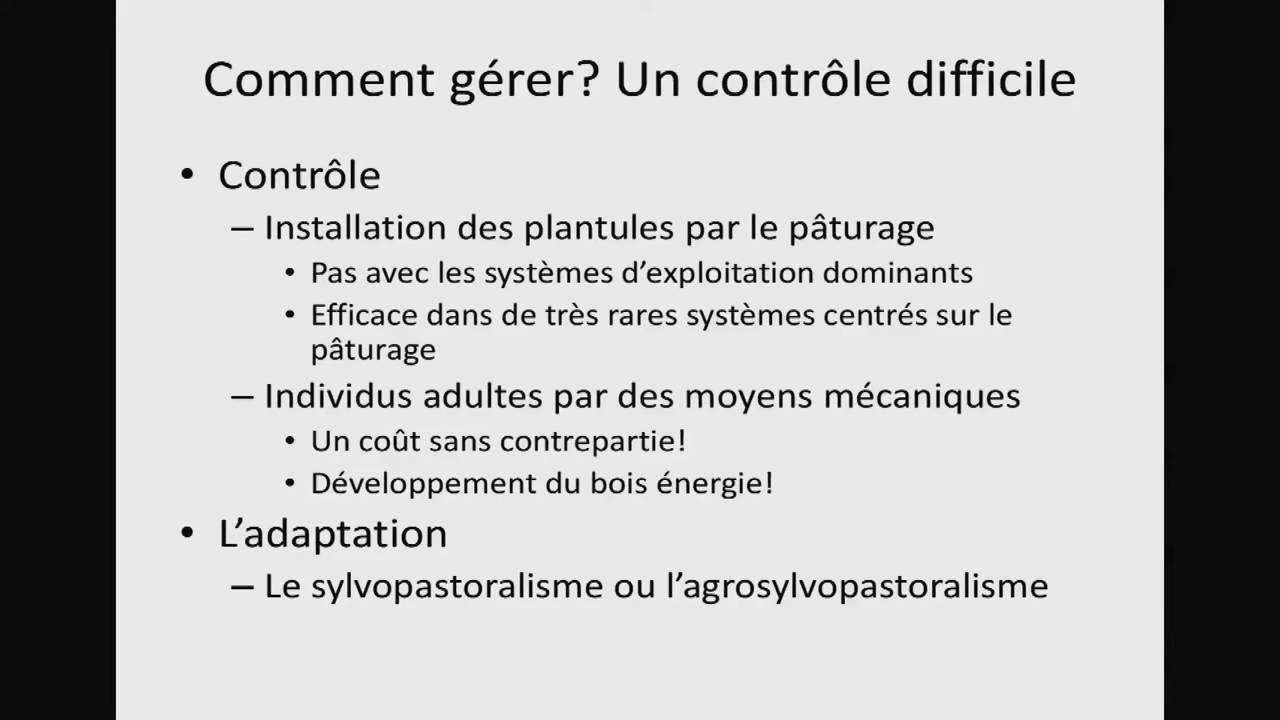 Comment gérer? Un contrôle difficile
• Contrôle
– Installation des plantules par le pâturage
• Pas avec les systèmes d’exploitation dominants
• Efficace dans de très rares systèmes centrés sur le
pâturage
– Individus adultes par des moyens mécaniques
• Un coût sans contrepartie!
• Développement du bois énergie!
• L’adaptation
– Le sylvopastoralisme ou l’agrosylvopastoralisme